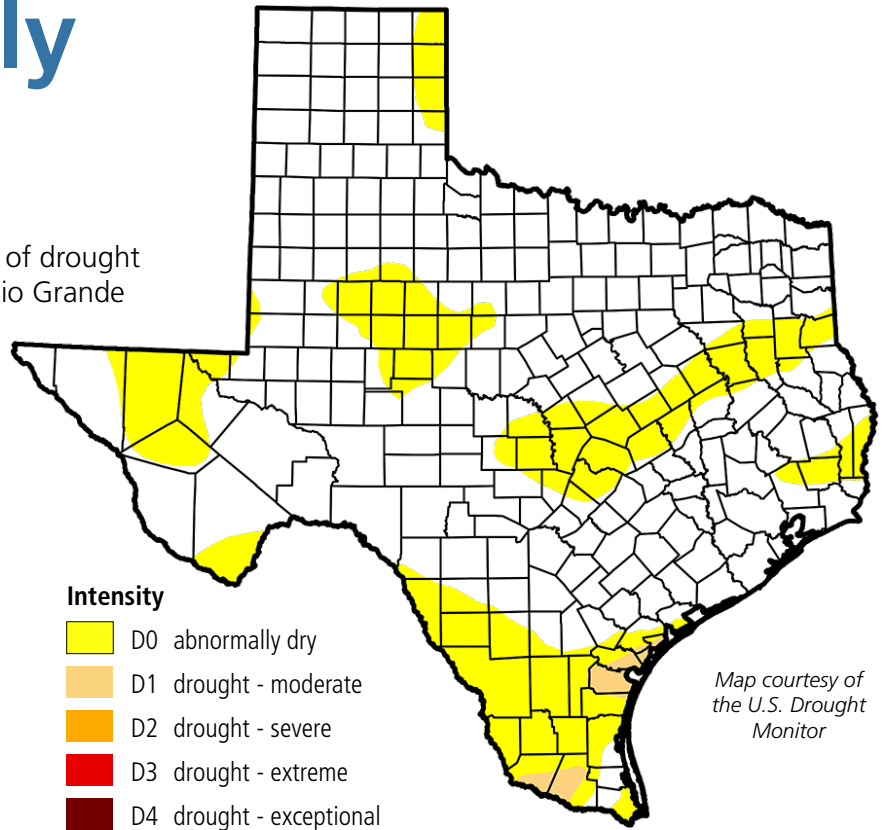 ly
of drought
io Grande
Intensity
D0 abnormally dry
D1 drought - moderate
D2 drought - severe
D3 drought - extreme
D4 drought - exceptional
Map courtesy of
the U.S. Drought
Monitor